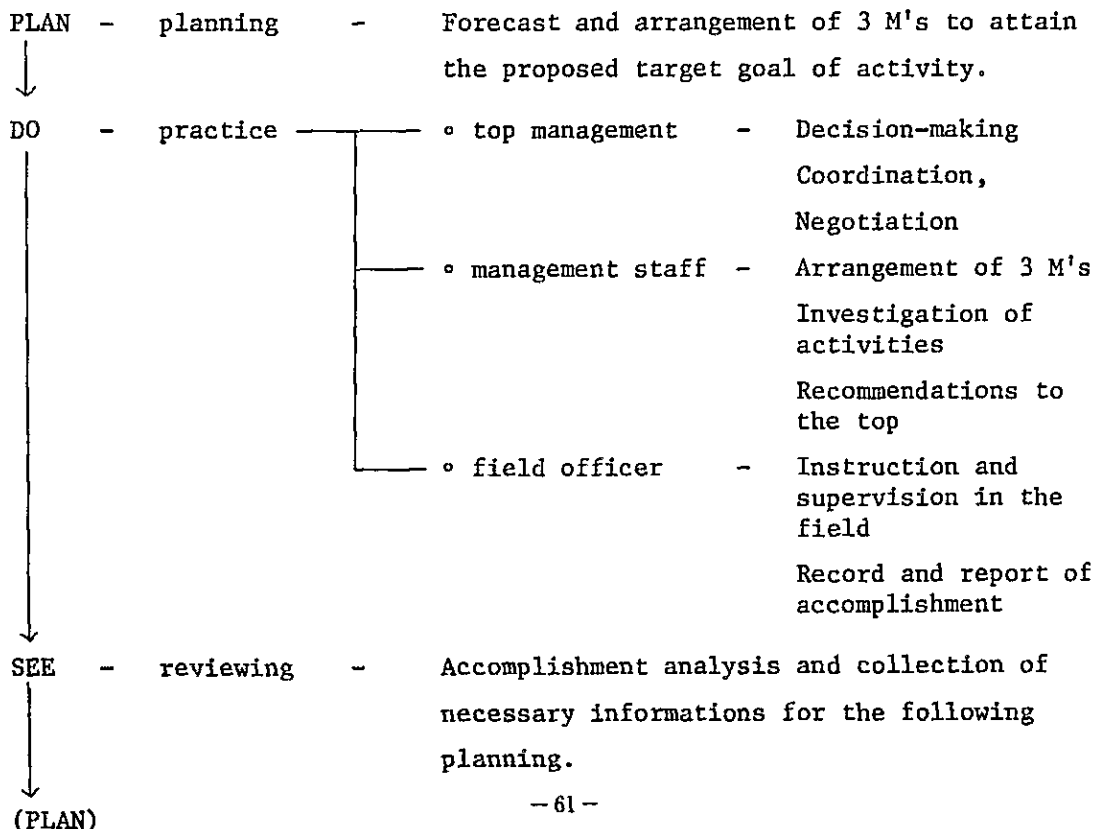 PLAN - planning - Forecast and arrangement of 3 M's to attain
the proposed target goal of activity.
DO - practice ◦ top management - Decision-making
Coordination,
Negotiation
◦ management staff - Arrangement of 3 M's
Investigation of
activities
Recommendations to
the top
◦ field officer - Instruction and
supervision in the
field
Record and report of
accomplishment
SEE - reviewing - Accomplishment analysis and collection of
necessary informations for the following
planning.
(PLAN)
- 61 -